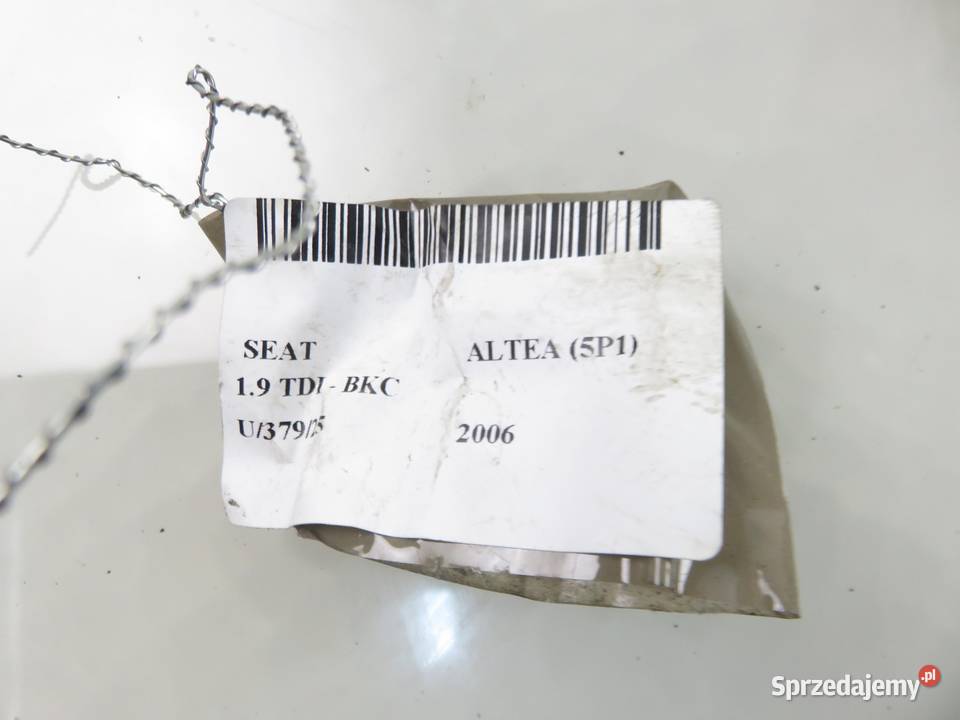 SEAT ALTEA (5P1)
1.9 TDI - BKC
U/379/25 2006
Sprzedajemy.pl